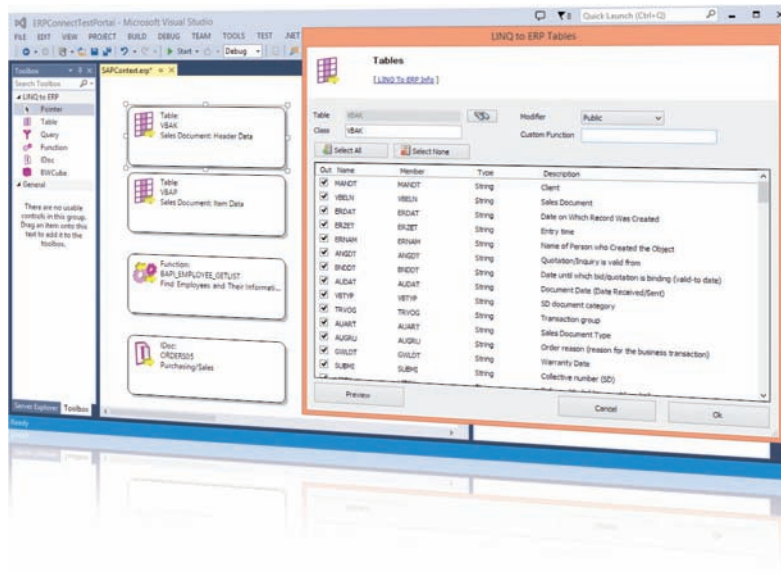 ERPConnectTestPortal - Microsoft Visual Studio
Quick Launch (Ctrl+Q)
FILE EDIT VIEW PROJECT BUILD DEBUG TEAM TOOLS TEST .NET
Start
Debug
Toolbox
SAPContext.erp*
Search Toolbox
LINQ to ERP
Pointer
Table
Query
Function
IDoc
BWCube
General
There are no usable
controls in this group.
Drag an item onto this
text to add it to the
toolbox.
Server Explorer Toolbox
Ready
Table:
VBAK
Sales Document: Header Data
Table:
VBAP
Sales Document: Item Data
Function:
BAPI_EMPLOYEE_GETLIST
Find Employees and Their Informati...
IDoc:
ORDERS05
Purchasing/Sales
LINQ to ERP Tables
Tables
[ LINQ To ERP Info ]
Table VBAK Modifier Public
Class VBAK Custom Function
Select All Select None
Out Name Member Type Description
MANDT MANDT String Client
VBELN VBELN String Sales Document
ERDAT ERDAT String Date on Which Record Was Created
ERZET ERZET String Entry time
ERNAM ERNAM String Name of Person who Created the Object
ANGDT ANGDT String Quotation/Inquiry is valid from
BNDDT BNDDT String Date until which bid/quotation is binding (valid-to date)
AUDAT AUDAT String Document Date (Date Received/Sent)
VBTYP VBTYP String SD document category
TRVOG TRVOG String Transaction group
AUART AUART String Sales Document Type
AUGRU AUGRU String Order reason (reason for the business transaction)
GWLDT GWLDT String Warranty Date
SUBMI SUBMI String Collective number (SD)
Preview Cancel Ok